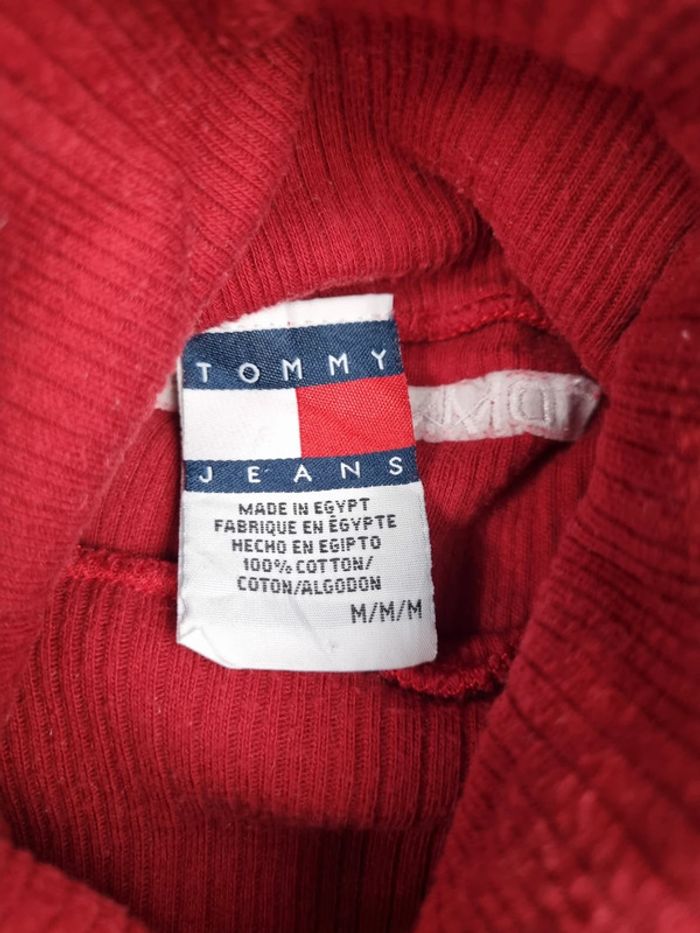 TOMMY
JEANS
MADE IN EGYPT
FABRIQUE EN ÉGYPTE
HECHO EN EGIPTO
100% COTTON/
COTON/ALGODON
M/M/M